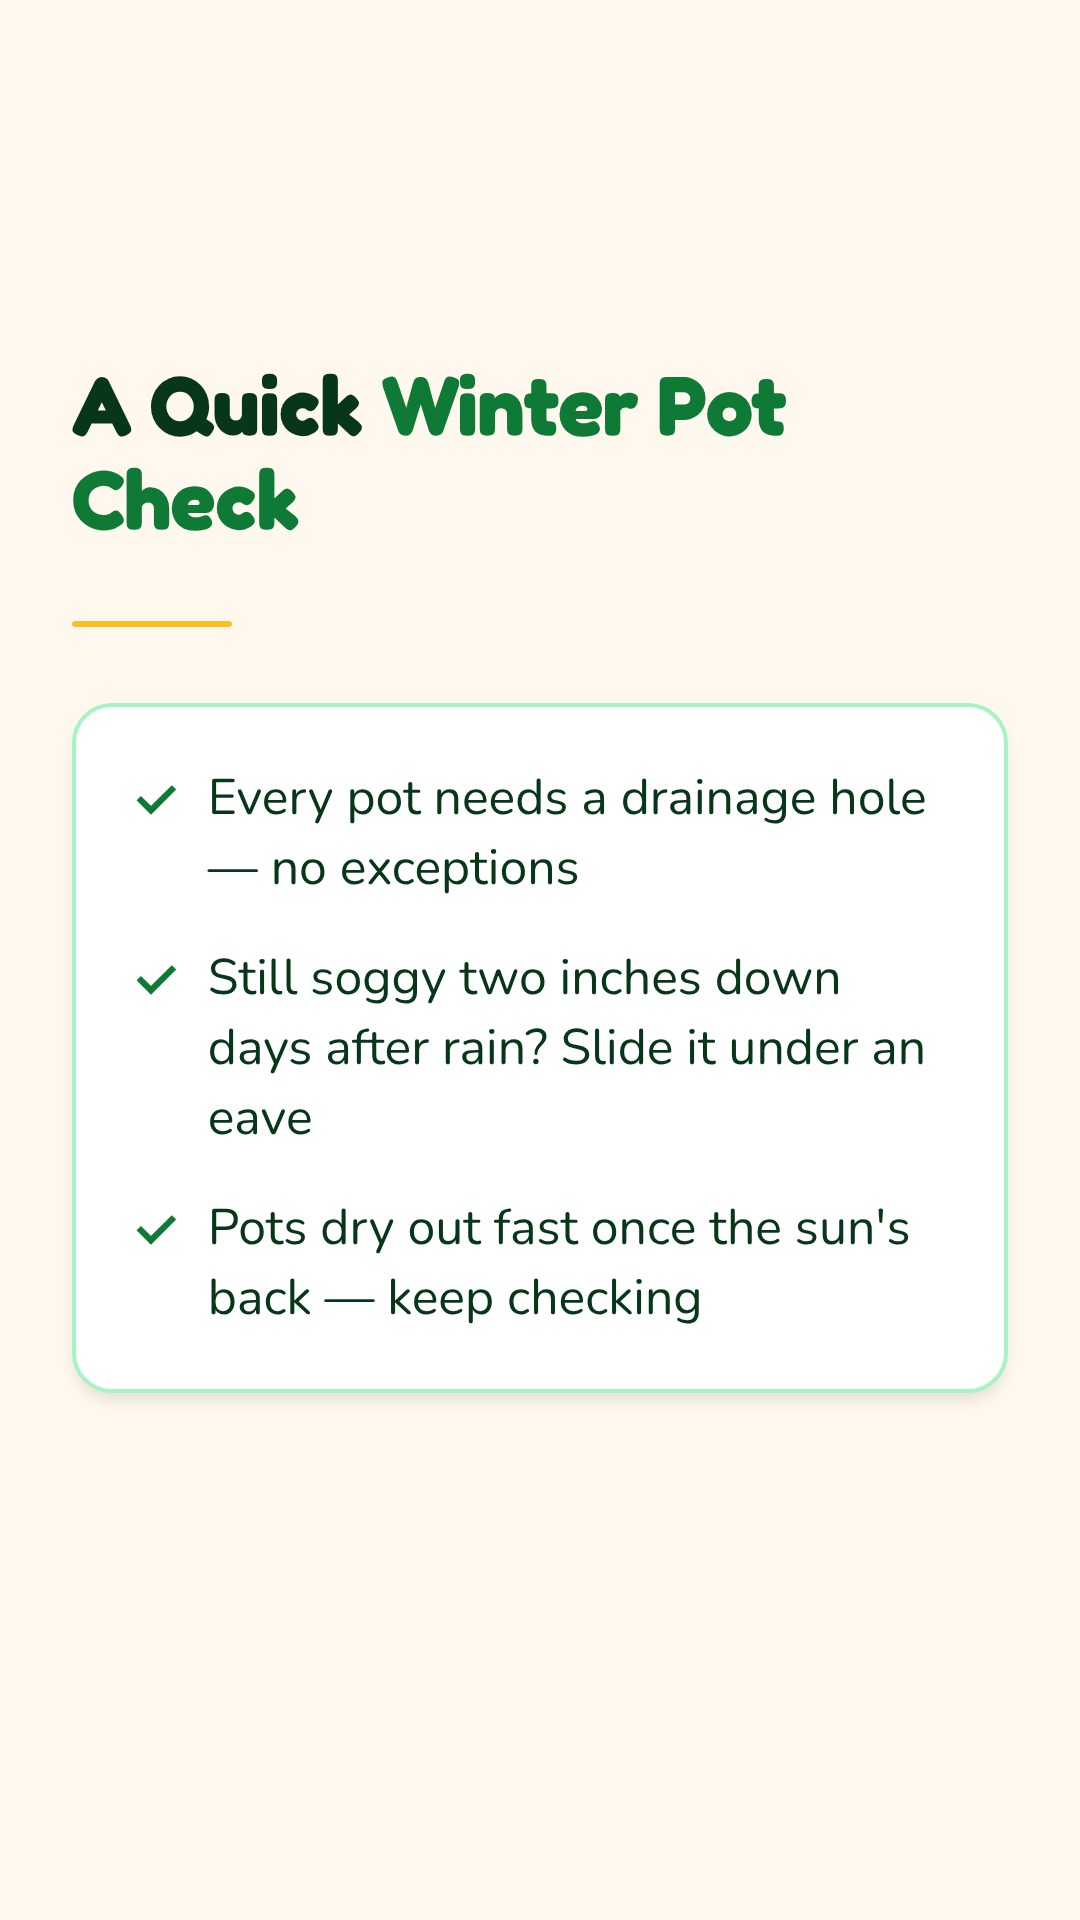 A Quick Winter Pot
Check
Every pot needs a drainage hole
— no exceptions
Still soggy two inches down
days after rain? Slide it under an
eave
Pots dry out fast once the sun's
back — keep checking